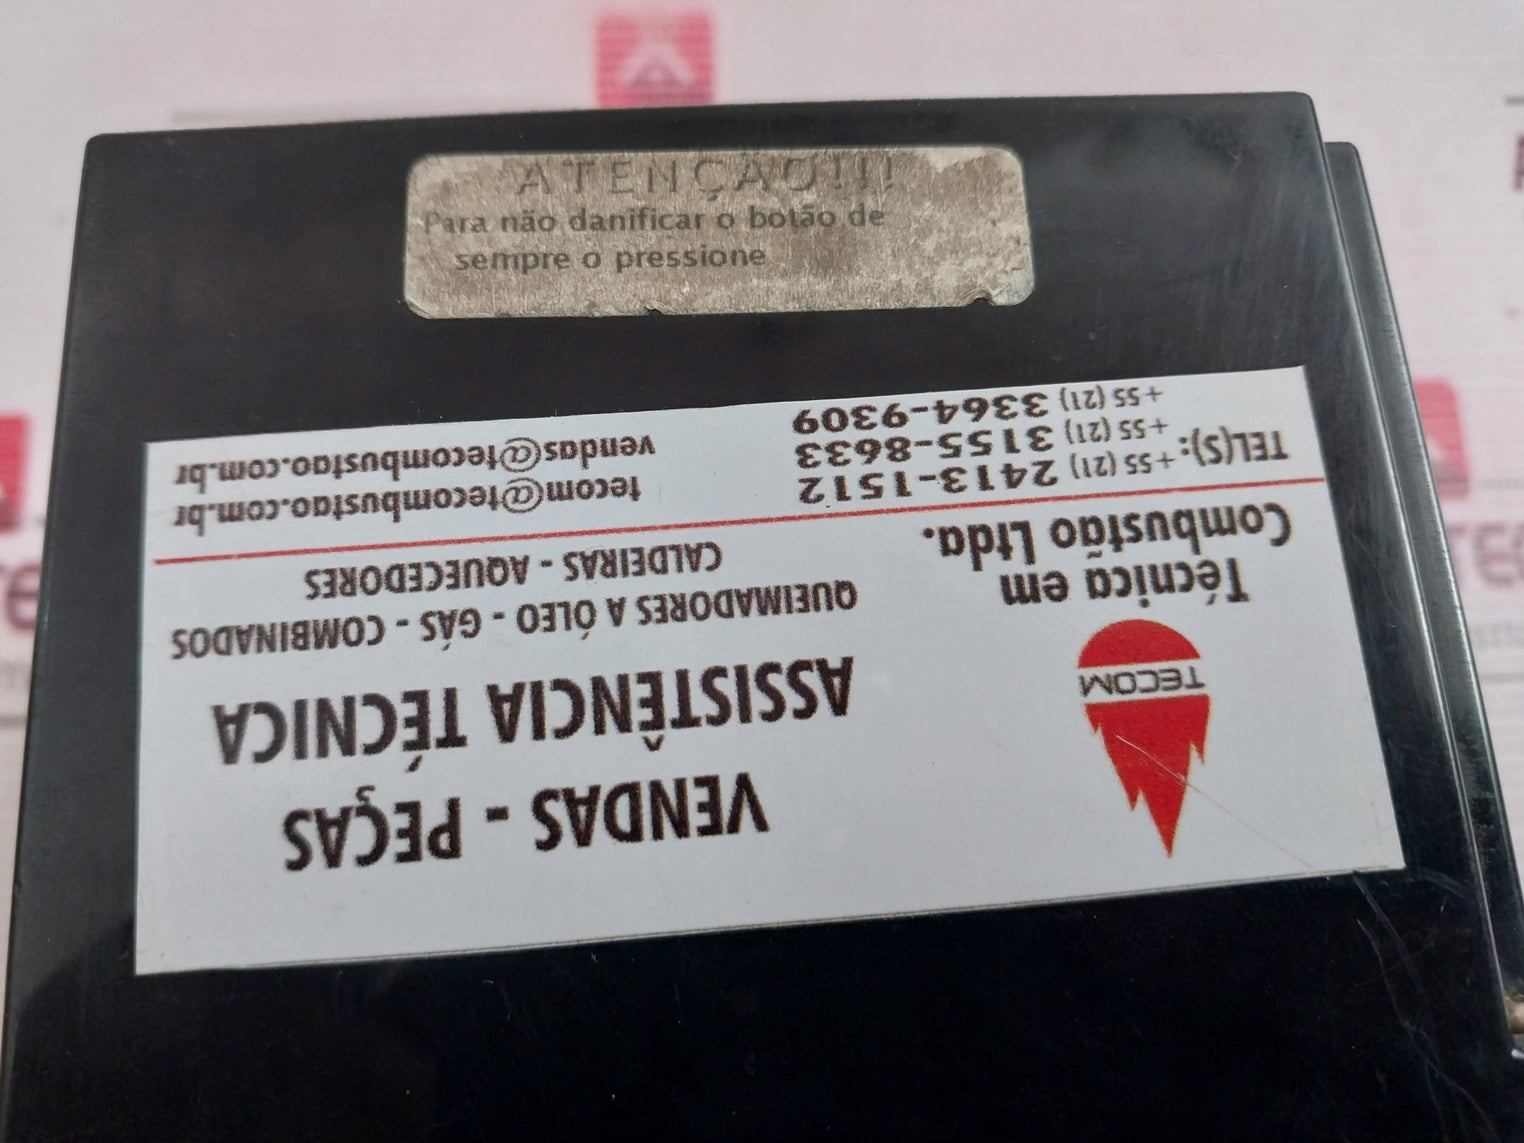 ATENÇÃO!!!
Para não danificar o botão de
sempre o pressione
VENDAS - PEÇAS
ASSISTÊNCIA TÉCNICA
QUEIMADORES A ÓLEO - GÁS - COMBINADOS
CALDEIRAS - AQUECEDORES
TECOM
Técnica em
Combustão Ltda.
TEL(S): +55 (21) 2413-1512
+55 (21) 3155-8633
+55 (21) 3364-9309
tecom@tecombustao.com.br
vendas@tecombustao.com.br